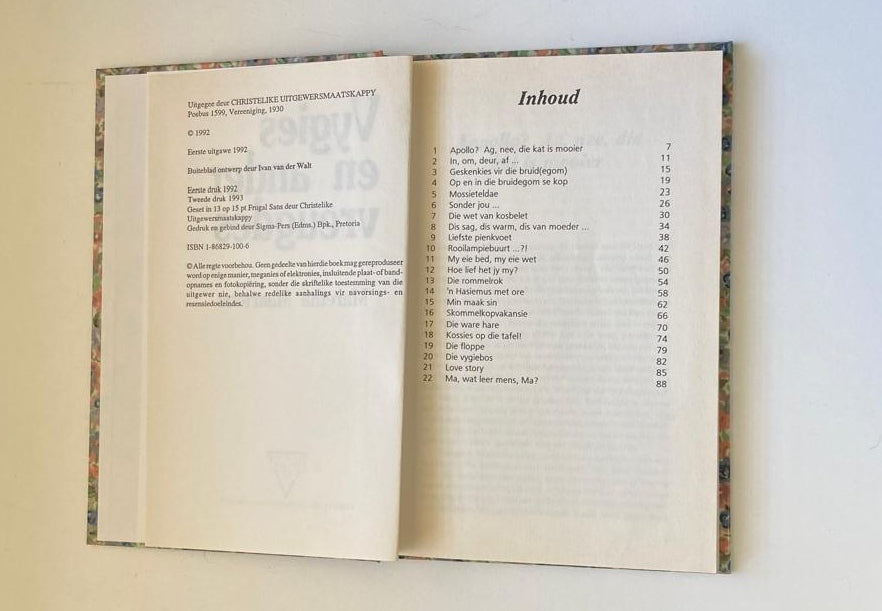 Uitgegee deur CHRISTELIKE UITGEWERSMAATSKAPPY
Posbus 1599, Vereeniging, 1930
© 1992
Eerste uitgawe 1992
Buiteblad ontwerp deur Ivan van der Walt
Eerste druk 1992
Tweede druk 1993
Geset in 13 op 15 pt Frugal Sans deur Christelike
Uitgewersmaatskappy
Gedruk en gebind deur Sigma-Pers (Edms.) Bpk., Pretoria
ISBN 1-86829-100-6
© Alle regte voorbehou. Geen gedeelte van hierdie boek mag gereproduseer
word op enige manier, meganies of elektronies, insluitende plaat- of band-
opnames en fotokopiëring, sonder die skriftelike toestemming van die
uitgewer nie, behalwe redelike aanhalings vir navorsings- en
resensiedoeleindes.
Inhoud
1 Apollo? Ag, nee, die kat is mooier 7
2 In, om, deur, af ... 11
3 Geskenkies vir die bruid(egom) 15
4 Op en in die bruidegom se kop 19
5 Mossieteldae 23
6 Sonder jou ... 26
7 Die wet van kosbelet 30
8 Dis sag, dis warm, dis van moeder ... 34
9 Liefste pienkvoet 38
10 Rooilampiebuurt ...?! 42
11 My eie bed, my eie wet 46
12 Hoe lief het jy my? 50
13 Die rommelrok 54
14 'n Hasiemus met ore 58
15 Min maak sin 62
16 Skommelkopvakansie 66
17 Die ware hare 70
18 Kossies op die tafel! 74
19 Die floppe 79
20 Die vygiebos 82
21 Love story 85
22 Ma, wat leer mens, Ma? 88